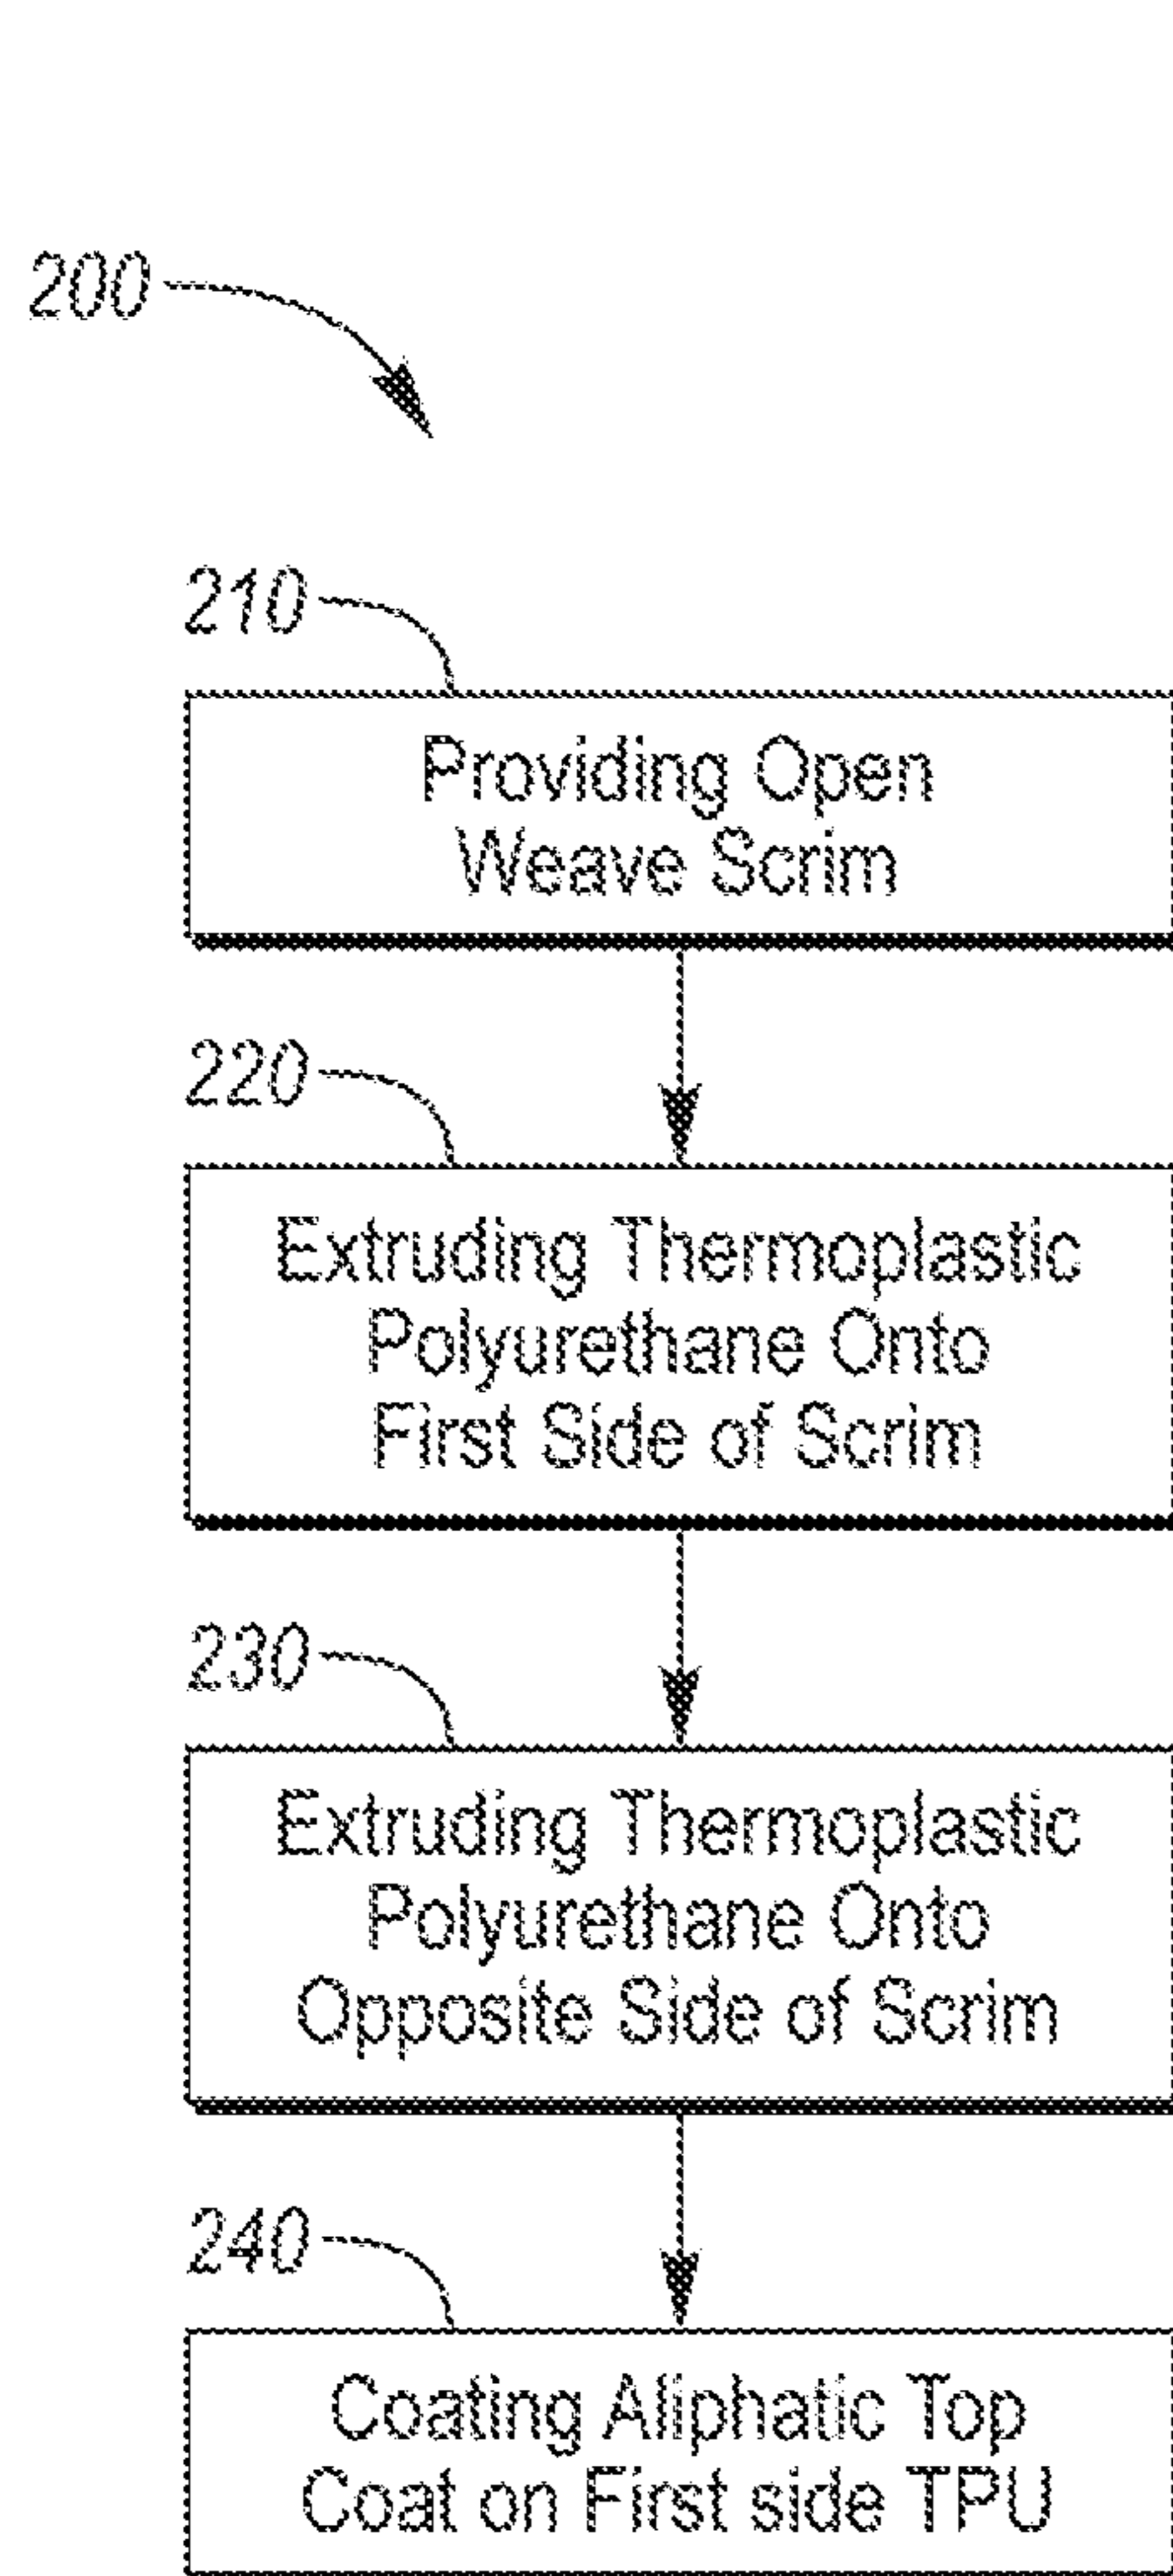 200
210
Providing Open
Weave Scrim
220
Extruding Thermoplastic
Polyurethane Onto
First Side of Scrim
230
Extruding Thermoplastic
Polyurethane Onto
Opposite Side of Scrim
240
Coating Aliphatic Top
Coat on First side TPU